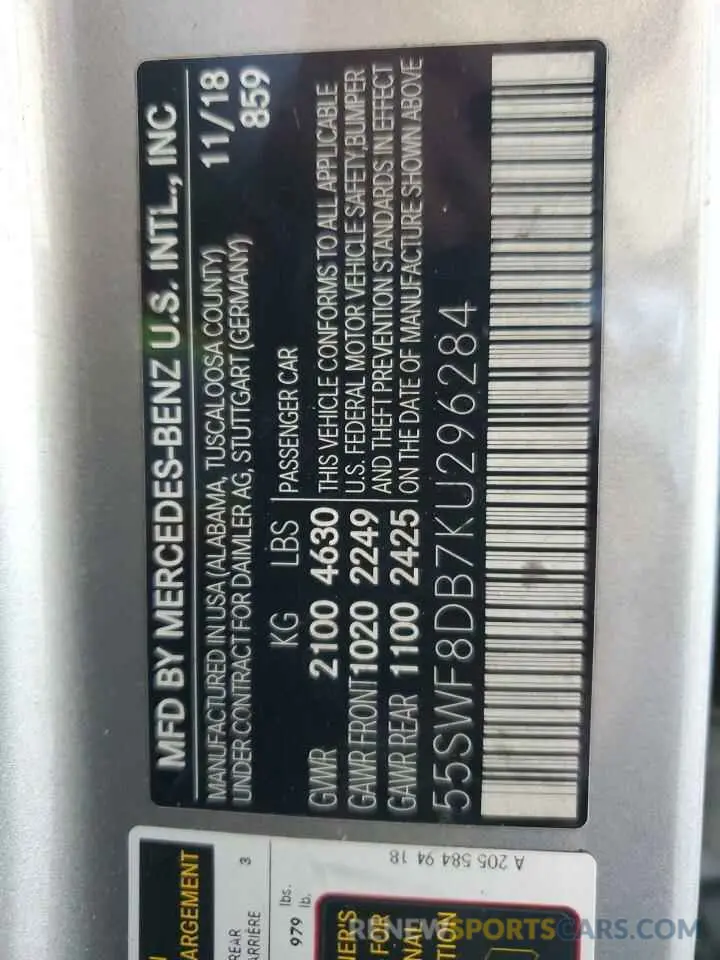 MFD BY MERCEDES-BENZ U.S. INTL., INC
MANUFACTURED IN USA (ALABAMA, TUSCALOOSA COUNTY) 11/18
UNDER CONTRACT FOR DAIMLER AG, STUTTGART (GERMANY) 859
KG LBS PASSENGER CAR
GVWR 2100 4630 THIS VEHICLE CONFORMS TO ALL APPLICABLE
GAWR FRONT 1020 2249 U.S. FEDERAL MOTOR VEHICLE SAFETY, BUMPER
GAWR REAR 1100 2425 AND THEFT PREVENTION STANDARDS IN EFFECT
ON THE DATE OF MANUFACTURE SHOWN ABOVE
55SWF8DB7KU296284
A 205 584 94 18
ARGEMENT
REAR 3
ARRIÈRE
979 lbs.
lb.
NER'S
FOR
RENEWSPORTSCARS.COM